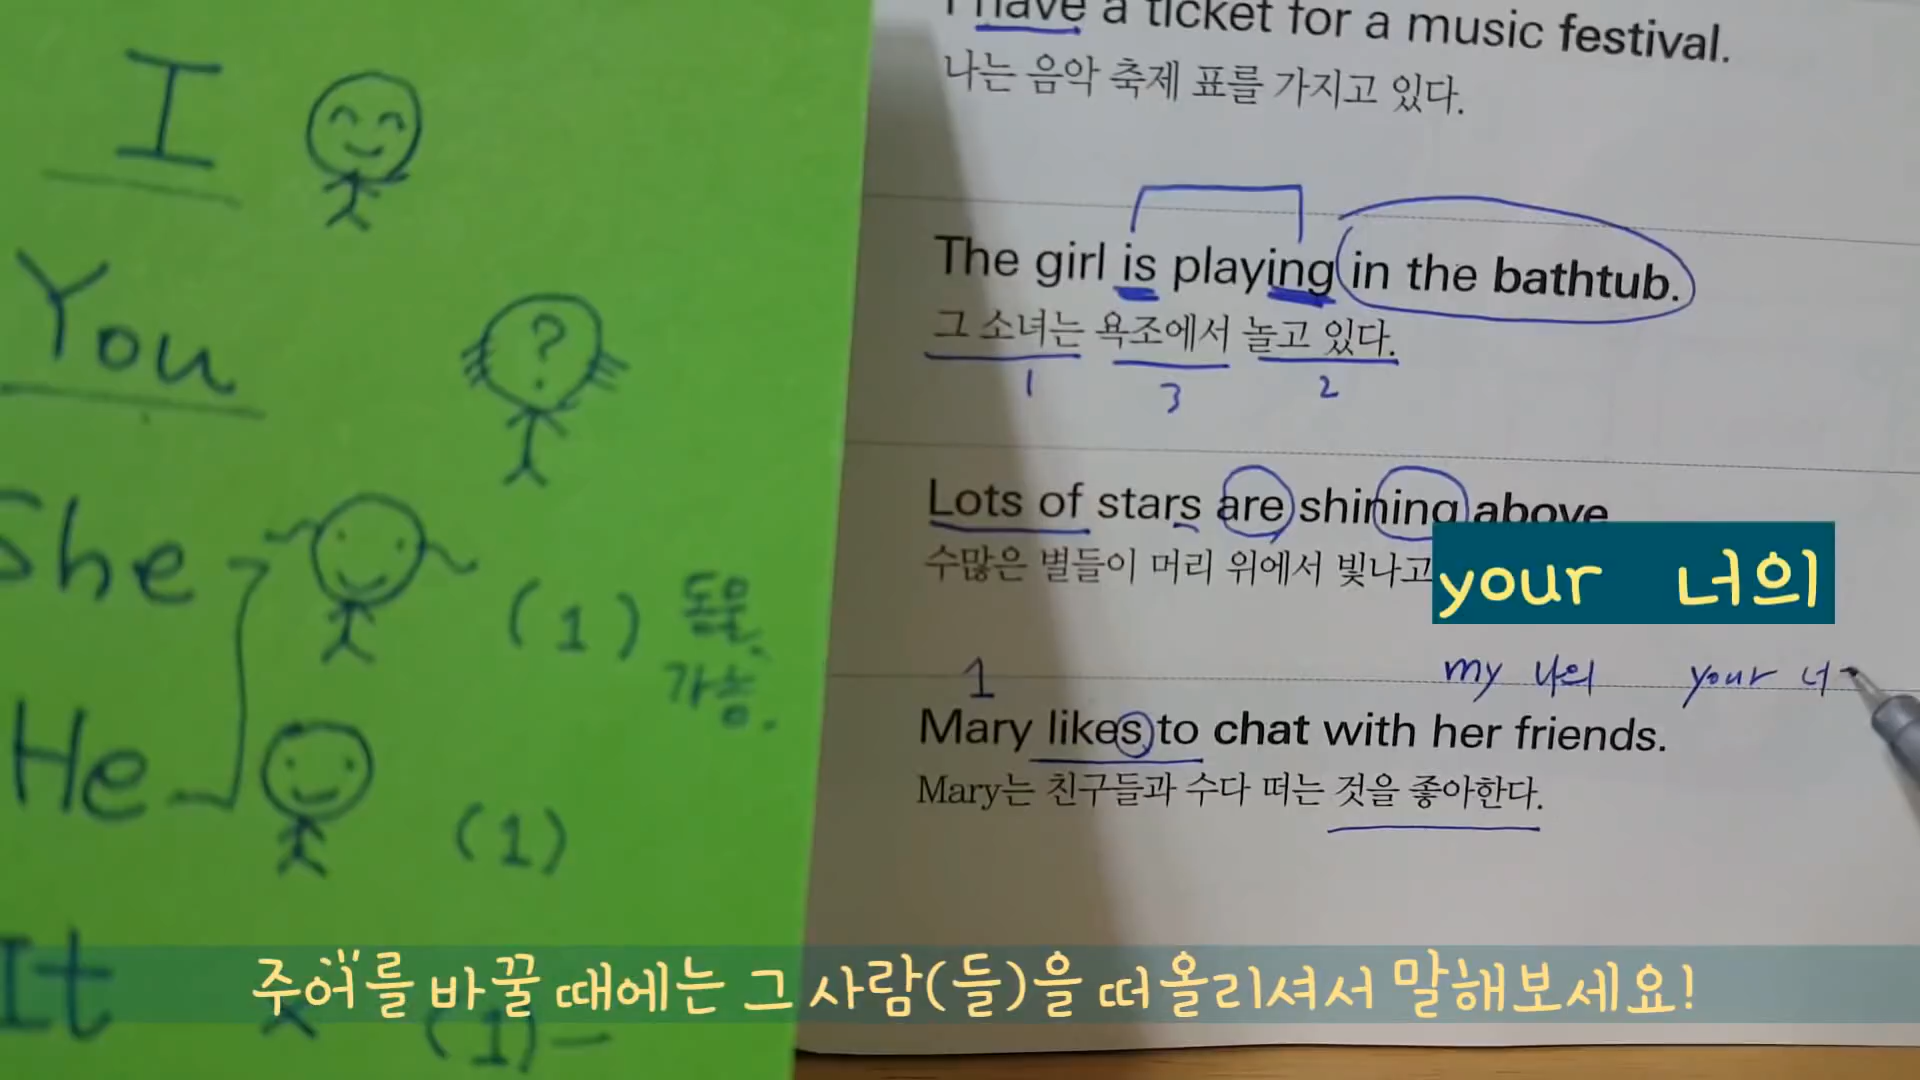 I
You
She
(1) 동물
가능.
He
(1)
It
(1)
I have a ticket for a music festival.
나는 음악 축제 표를 가지고 있다.
The girl is playing in the bathtub.
그 소녀는 욕조에서 놀고 있다.
1 3 2
Lots of stars are shining above
수많은 별들이 머리 위에서 빛나고
your 너의
1 my 나의 your 너
Mary likes to chat with her friends.
Mary는 친구들과 수다 떠는 것을 좋아한다.
주어를 바꿀 때에는 그 사람(들)을 떠올리셔서 말해보세요!